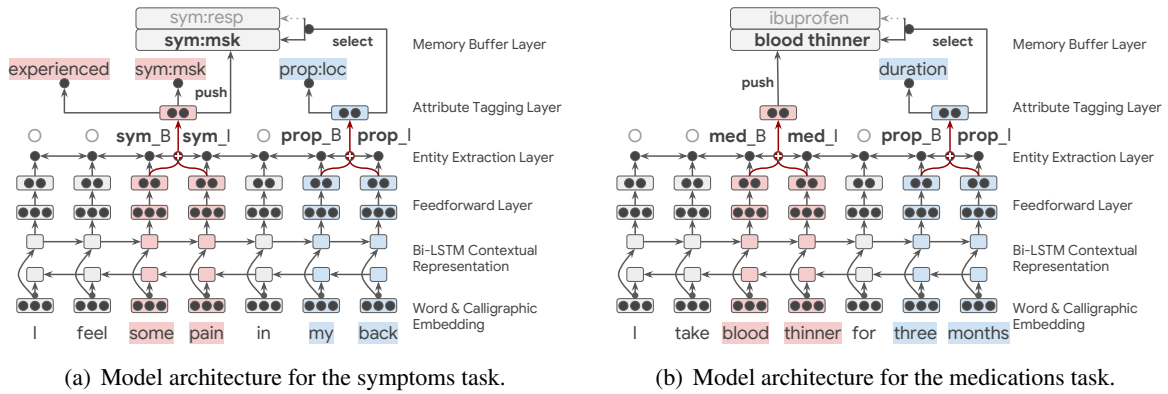 sym:resp
sym:msk
select
Memory Buffer Layer
experienced
sym:msk
push
prop:loc
Attribute Tagging Layer
sym_B
sym_I
prop_B
prop_I
Entity Extraction Layer
Feedforward Layer
Bi-LSTM Contextual
Representation
Word & Calligraphic
Embedding
I feel some pain in my back
(a) Model architecture for the symptoms task.
ibuprofen
blood thinner
select
Memory Buffer Layer
push
duration
Attribute Tagging Layer
med_B
med_I
prop_B
prop_I
Entity Extraction Layer
Feedforward Layer
Bi-LSTM Contextual
Representation
Word & Calligraphic
Embedding
I take blood thinner for three months
(b) Model architecture for the medications task.